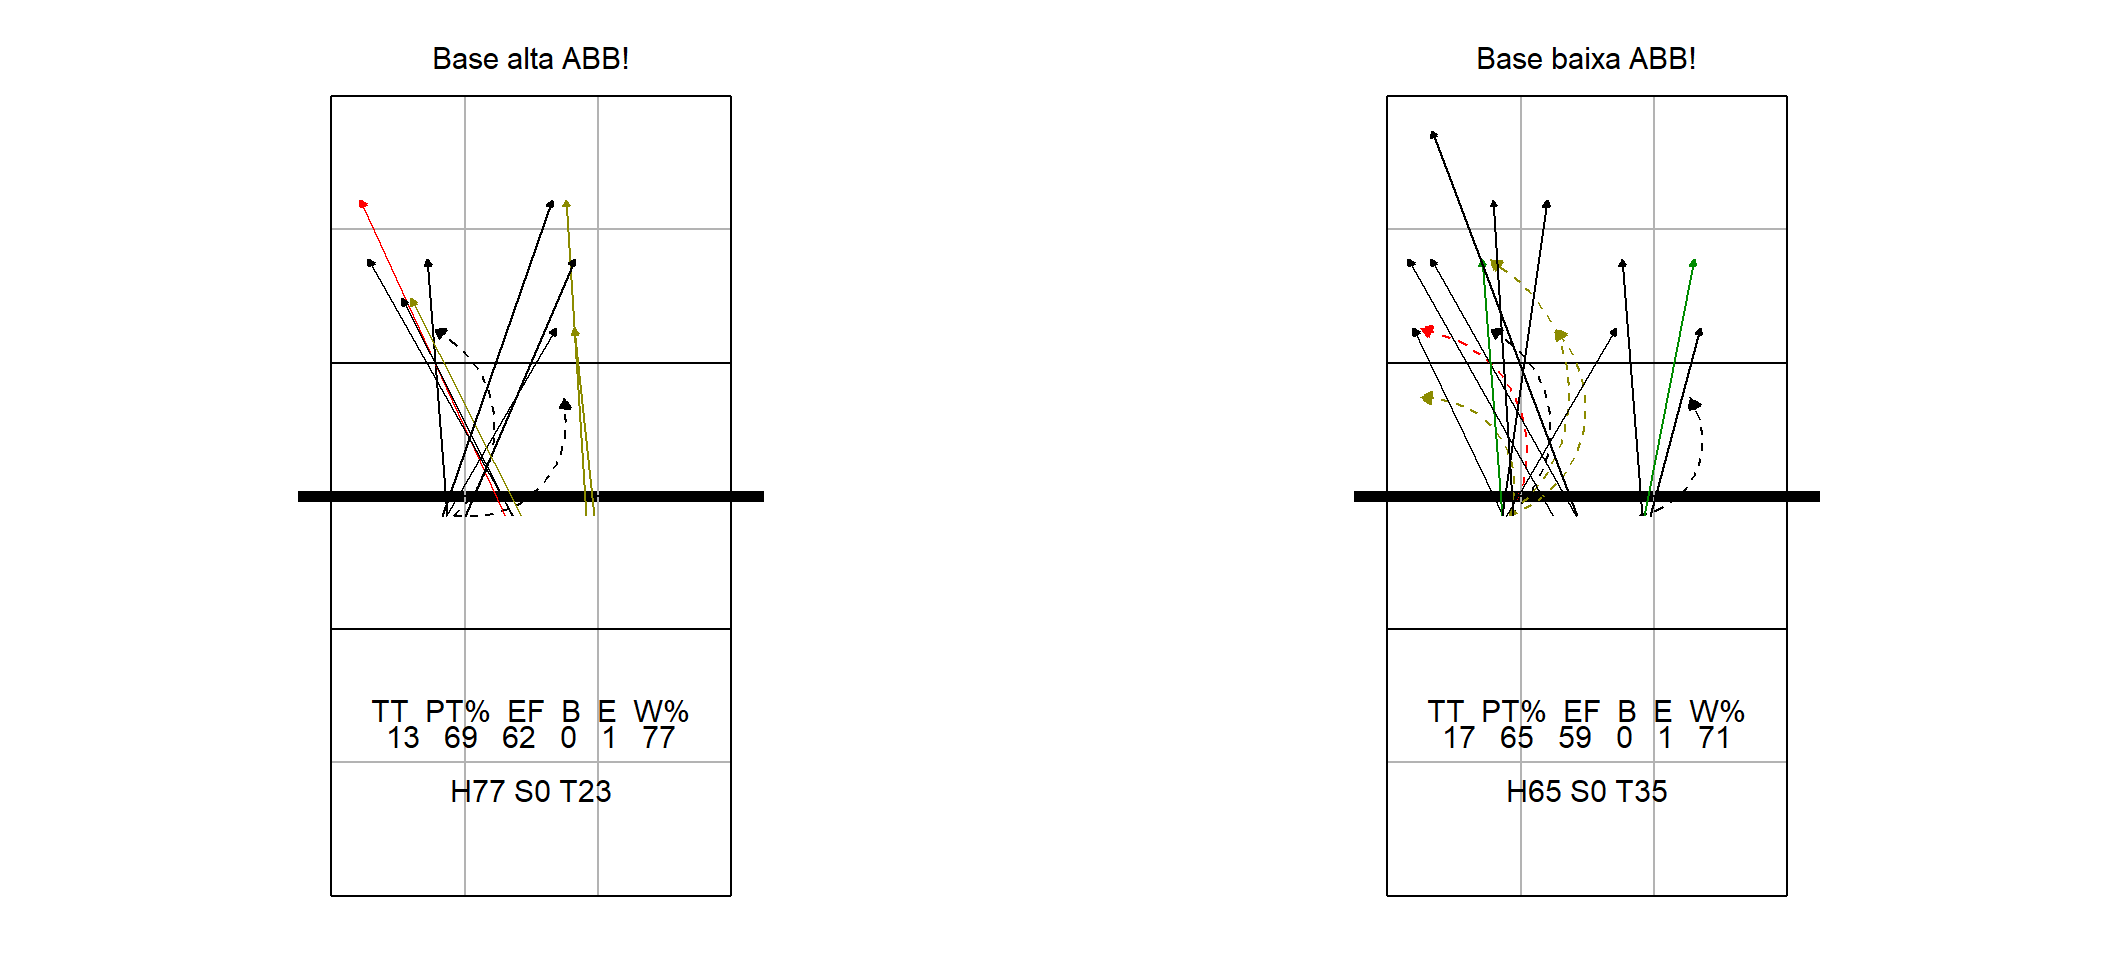 Base alta ABB!
TT PT% EF B E W%
13 69 62 0 1 77
H77 S0 T23
Base baixa ABB!
TT PT% EF B E W%
17 65 59 0 1 71
H65 S0 T35